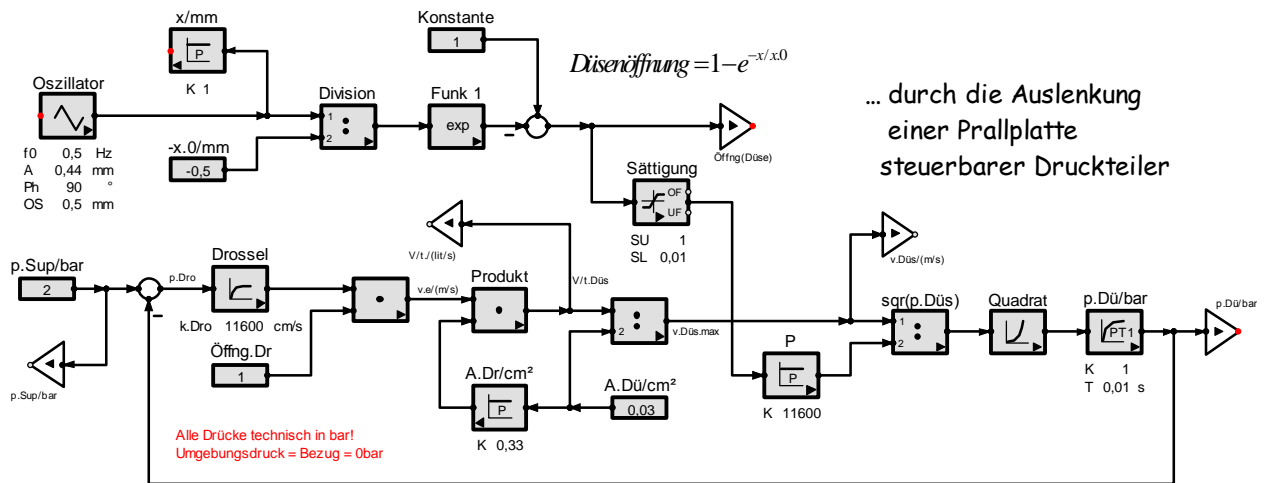 x/mm
P
K 1
Konstante
1
Düsenöffnung = 1 − e^{−x/x.0}
... durch die Auslenkung
einer Prallplatte
steuerbarer Druckteiler
Oszillator
f0 0,5 Hz
A 0,44 mm
Ph 90 °
OS 0,5 mm
-x.0/mm
-0,5
Division
1
2
Funk 1
exp
Öffng(Düse)
Sättigung
OF
UF
SU 1
SL 0,01
p.Sup/bar
2
p.Sup/bar
p.Dro
Drossel
k.Dro 11600 cm/s
Öffng.Dr
1
v.e/(m/s)
V/t./(lit/s)
Produkt
V/t.Düs
2
v.Düs.max
A.Dr/cm²
P
K 0,33
A.Dü/cm²
0,03
P
P
K 11600
v.Düs/(m/s)
sqr(p.Düs)
1
2
Quadrat
p.Dü/bar
PT1
K 1
T 0,01 s
p.Dü/bar
Alle Drücke technisch in bar!
Umgebungsdruck = Bezug = 0bar